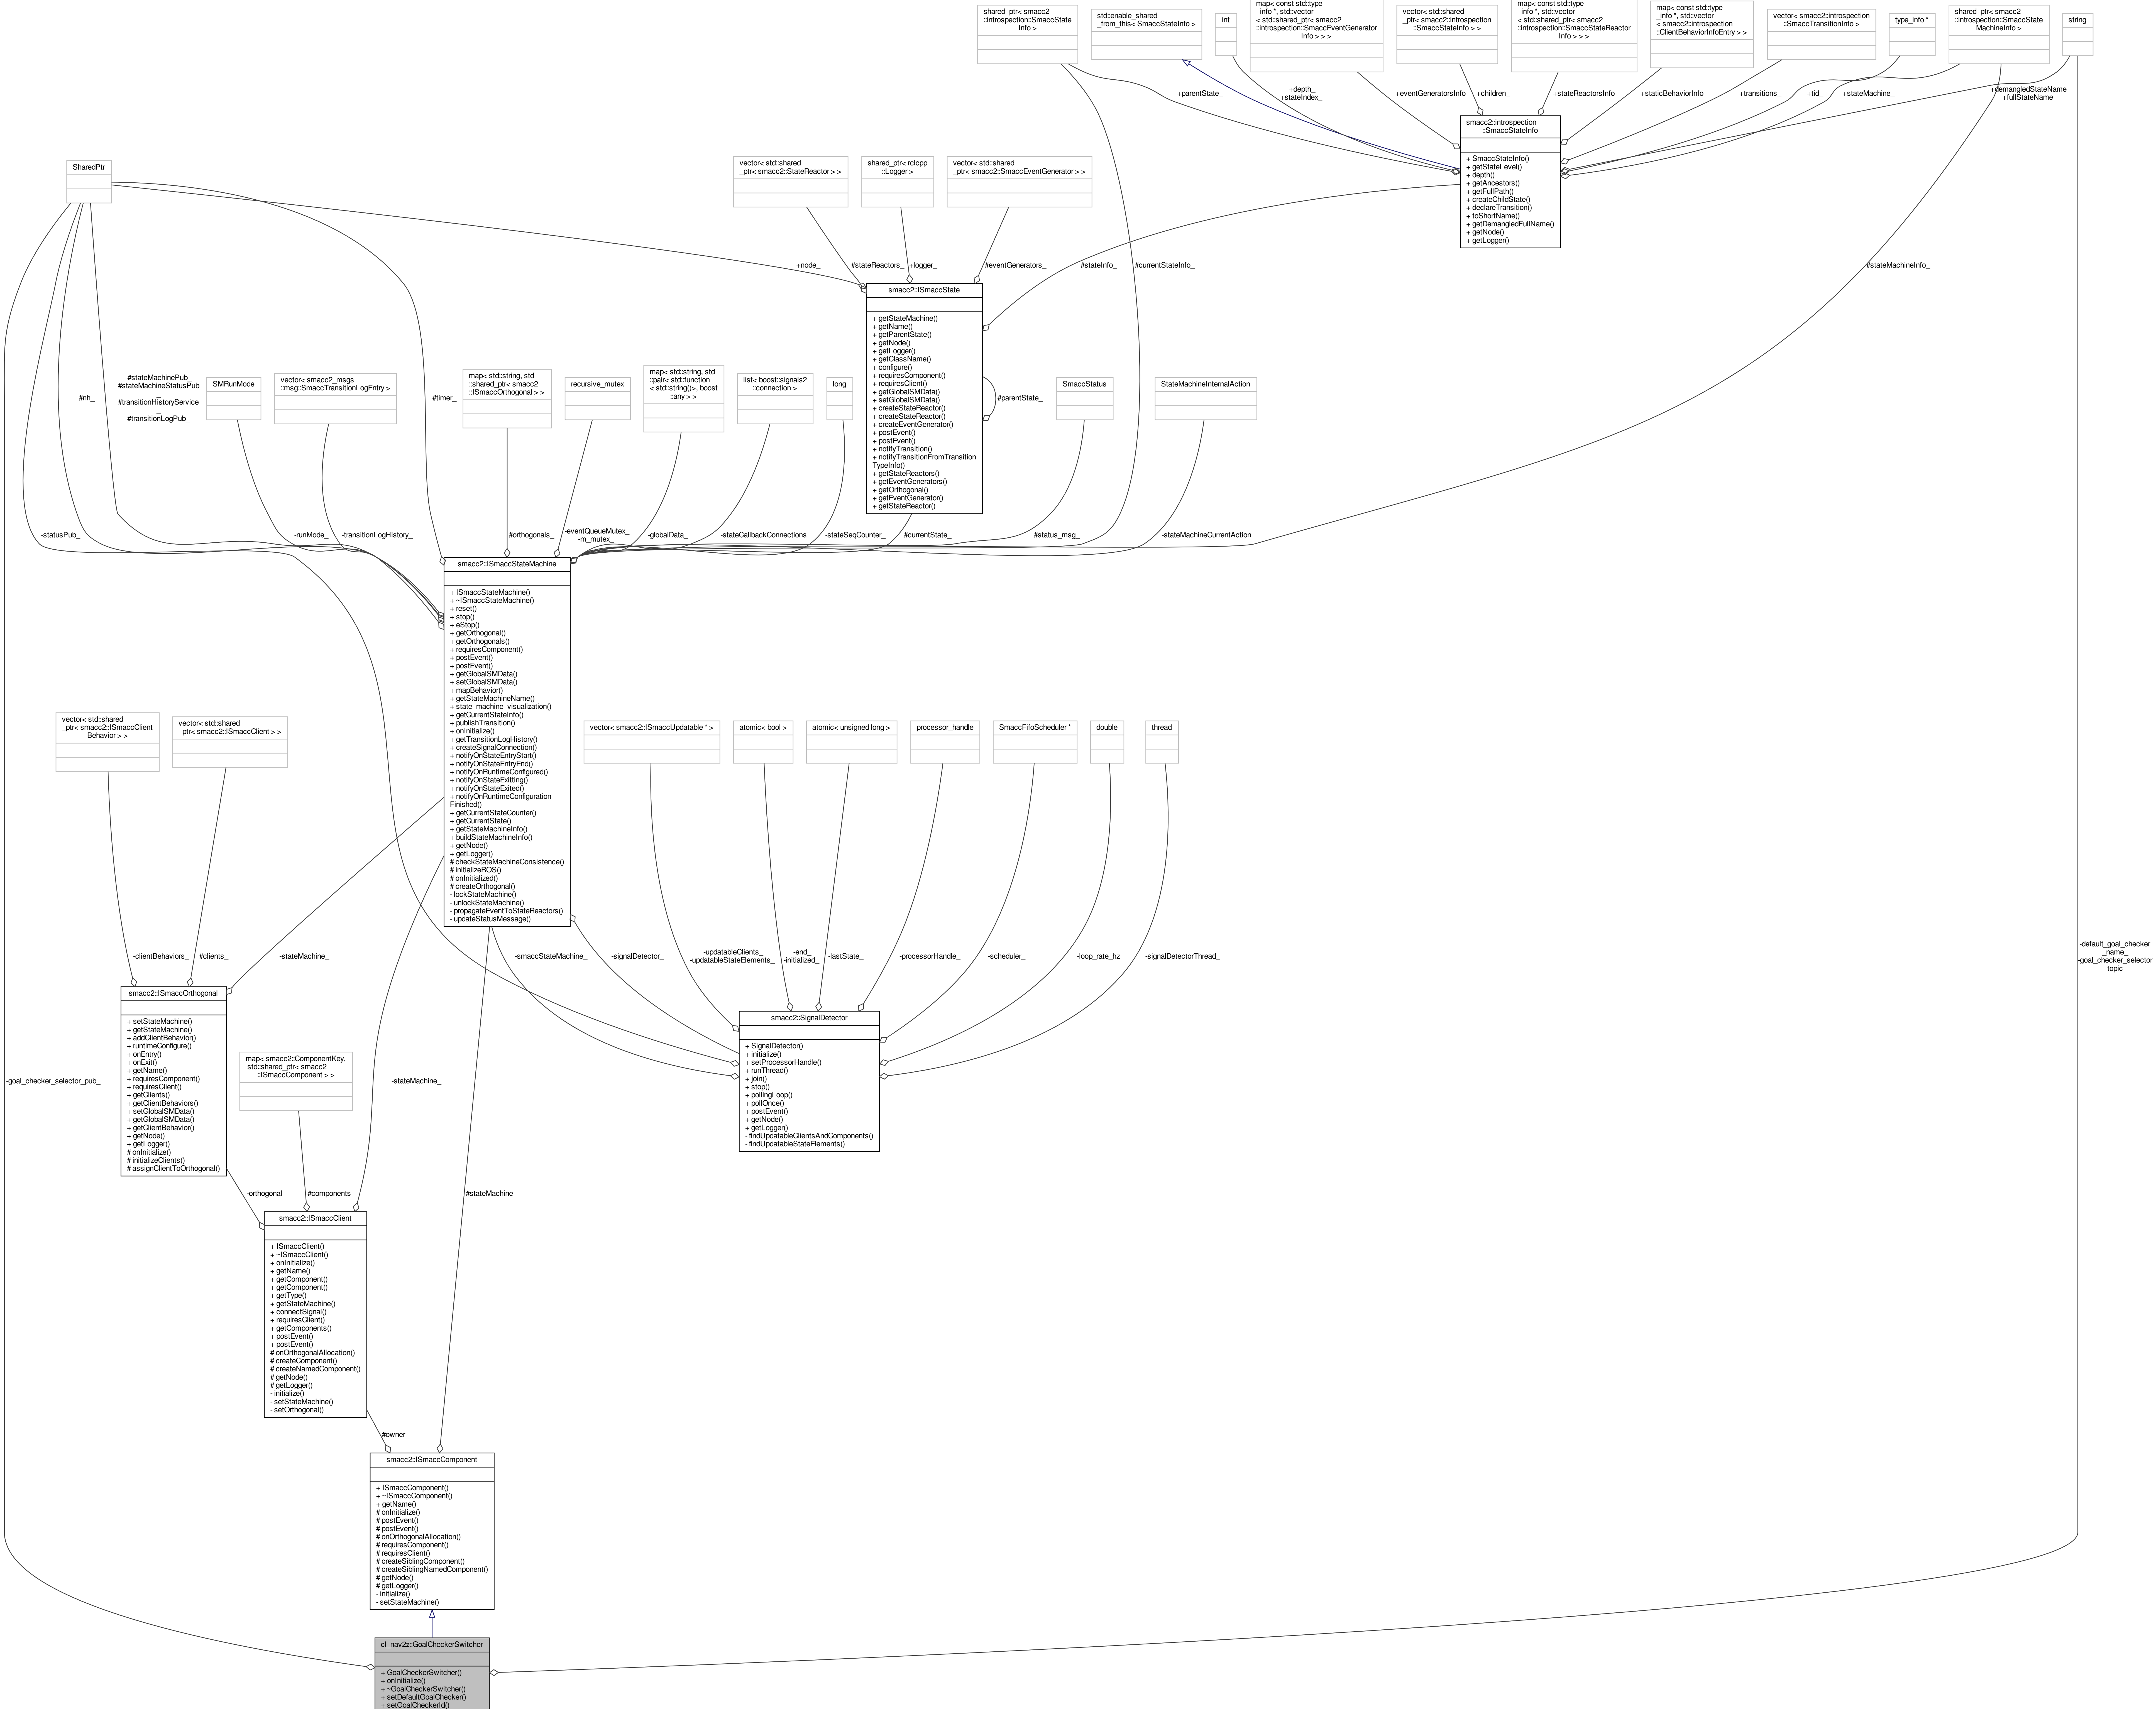 shared_ptr< smacc2
::introspection::SmaccState
Info >
std::enable_shared
_from_this< SmaccStateInfo >
int
map< const std::type
_info *, std::vector
< std::shared_ptr< smacc2
::introspection::SmaccEventGenerator
Info > > >
vector< std::shared
_ptr< smacc2::introspection
::SmaccStateInfo > >
map< const std::type
_info *, std::vector
< std::shared_ptr< smacc2
::introspection::SmaccStateReactor
Info > > >
map< const std::type
_info *, std::vector
< smacc2::introspection
::ClientBehaviorInfoEntry > >
vector< smacc2::introspection
::SmaccTransitionInfo >
type_info *
shared_ptr< smacc2
::introspection::SmaccState
MachineInfo >
string
+parentState_
+depth_
+stateIndex_
+eventGeneratorsInfo
+children_
+stateReactorsInfo
+staticBehaviorInfo
+transitions_
+tid_
+stateMachine_
+demangledStateName
+fullStateName
smacc2::introspection
::SmaccStateInfo
+ SmaccStateInfo()
+ getStateLevel()
+ depth()
+ getAncestors()
+ getFullPath()
+ createChildState()
+ declareTransition()
+ toShortName()
+ getDemangledFullName()
+ getNode()
+ getLogger()
SharedPtr
vector< std::shared
_ptr< smacc2::StateReactor > >
shared_ptr< rclcpp
::Logger >
vector< std::shared
_ptr< smacc2::SmaccEventGenerator > >
+node_
#stateReactors_
+logger_
#eventGenerators_
#stateInfo_
#currentStateInfo_
#stateMachineInfo_
smacc2::ISmaccState
+ getStateMachine()
+ getName()
+ getParentState()
+ getNode()
+ getLogger()
+ getClassName()
+ configure()
+ requiresComponent()
+ requiresClient()
+ getGlobalSMData()
+ setGlobalSMData()
+ createStateReactor()
+ createStateReactor()
+ createEventGenerator()
+ postEvent()
+ postEvent()
+ notifyTransition()
+ notifyTransitionFromTransition
TypeInfo()
+ getStateReactors()
+ getEventGenerators()
+ getOrthogonal()
+ getEventGenerator()
+ getStateReactor()
#parentState_
#nh_
#stateMachinePub_
#stateMachineStatusPub
_
#transitionHistoryService
_
#transitionLogPub_
SMRunMode
vector< smacc2_msgs
::msg::SmaccTransitionLogEntry >
#timer_
map< std::string, std
::shared_ptr< smacc2
::ISmaccOrthogonal > >
recursive_mutex
map< std::string, std
::pair< std::function
< std::string()>, boost
::any > >
list< boost::signals2
::connection >
long
SmaccStatus
StateMachineInternalAction
-statusPub_
-runMode_
-transitionLogHistory_
#orthogonals_
-eventQueueMutex_
-m_mutex_
-globalData_
-stateCallbackConnections
-stateSeqCounter_
#currentState_
#status_msg_
-stateMachineCurrentAction
smacc2::ISmaccStateMachine
+ ISmaccStateMachine()
+ ~ISmaccStateMachine()
+ reset()
+ stop()
+ eStop()
+ getOrthogonal()
+ getOrthogonals()
+ requiresComponent()
+ postEvent()
+ postEvent()
+ getGlobalSMData()
+ setGlobalSMData()
+ mapBehavior()
+ getStateMachineName()
+ state_machine_visualization()
+ getCurrentStateInfo()
+ publishTransition()
+ onInitialize()
+ getTransitionLogHistory()
+ createSignalConnection()
+ notifyOnStateEntryStart()
+ notifyOnStateEntryEnd()
+ notifyOnRuntimeConfigured()
+ notifyOnStateExitting()
+ notifyOnStateExited()
+ notifyOnRuntimeConfiguration
Finished()
+ getCurrentStateCounter()
+ getCurrentState()
+ getStateMachineInfo()
+ buildStateMachineInfo()
+ getNode()
+ getLogger()
# checkStateMachineConsistence()
# initializeROS()
# onInitialized()
# createOrthogonal()
- lockStateMachine()
- unlockStateMachine()
- propagateEventToStateReactors()
- updateStatusMessage()
vector< std::shared
_ptr< smacc2::ISmaccClient
Behavior > >
vector< std::shared
_ptr< smacc2::ISmaccClient > >
vector< smacc2::ISmaccUpdatable * >
atomic< bool >
atomic< unsigned long >
processor_handle
SmaccFifoScheduler *
double
thread
-clientBehaviors_
#clients_
-stateMachine_
-smaccStateMachine_
-signalDetector_
-updatableClients_
-updatableStateElements_
-end_
-initialized_
-lastState_
-processorHandle_
-scheduler_
-loop_rate_hz
-signalDetectorThread_
-default_goal_checker
_name_
-goal_checker_selector
_topic_
smacc2::ISmaccOrthogonal
+ setStateMachine()
+ getStateMachine()
+ addClientBehavior()
+ runtimeConfigure()
+ onEntry()
+ onExit()
+ getName()
+ requiresComponent()
+ requiresClient()
+ getClients()
+ getClientBehaviors()
+ setGlobalSMData()
+ getGlobalSMData()
+ getClientBehavior()
+ getNode()
+ getLogger()
# onInitialize()
# initializeClients()
# assignClientToOrthogonal()
smacc2::SignalDetector
+ SignalDetector()
+ initialize()
+ setProcessorHandle()
+ runThread()
+ join()
+ stop()
+ pollingLoop()
+ pollOnce()
+ postEvent()
+ getNode()
+ getLogger()
- findUpdatableClientsAndComponents()
- findUpdatableStateElements()
map< smacc2::ComponentKey,
std::shared_ptr< smacc2
::ISmaccComponent > >
-goal_checker_selector_pub_
-stateMachine_
-orthogonal_
#components_
#stateMachine_
smacc2::ISmaccClient
+ ISmaccClient()
+ ~ISmaccClient()
+ onInitialize()
+ getName()
+ getComponent()
+ getComponent()
+ getType()
+ getStateMachine()
+ connectSignal()
+ requiresClient()
+ getComponents()
+ postEvent()
+ postEvent()
# onOrthogonalAllocation()
# createComponent()
# createNamedComponent()
# getNode()
# getLogger()
- initialize()
- setStateMachine()
- setOrthogonal()
#owner_
smacc2::ISmaccComponent
+ ISmaccComponent()
+ ~ISmaccComponent()
+ getName()
# onInitialize()
# postEvent()
# postEvent()
# onOrthogonalAllocation()
# requiresComponent()
# requiresClient()
# createSiblingComponent()
# createSiblingNamedComponent()
# getNode()
# getLogger()
- initialize()
- setStateMachine()
cl_nav2z::GoalCheckerSwitcher
+ GoalCheckerSwitcher()
+ onInitialize()
+ ~GoalCheckerSwitcher()
+ setDefaultGoalChecker()
+ setGoalCheckerId()